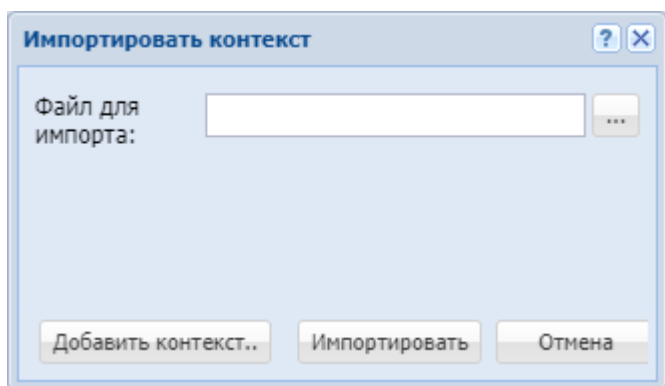 Импортировать контекст ?
Файл для
импорта:
...
Добавить контекст.. Импортировать Отмена